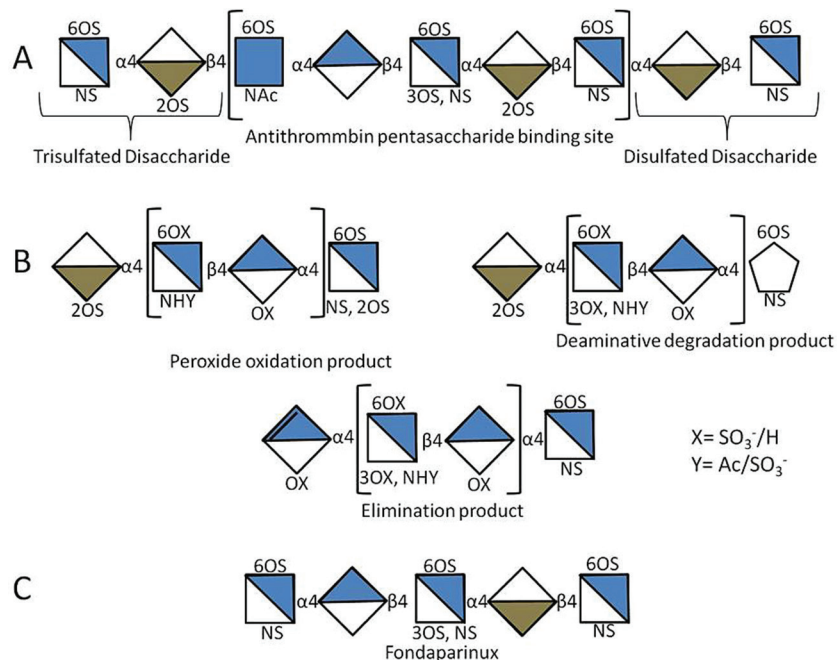 A
6OS 6OS 6OS 6OS 6OS
α4 β4 α4 β4 α4 β4 α4 β4
NS 2OS NAc 3OS, NS 2OS NS NS
Trisulfated Disaccharide
Antithrommbin pentasaccharide binding site
Disulfated Disaccharide
B
6OX 6OS
α4 β4 α4
2OS NHY OX NS, 2OS
Peroxide oxidation product
6OX 6OS
α4 β4 α4
2OS 3OX, NHY OX NS
Deaminative degradation product
6OX 6OS
α4 β4 α4
OX 3OX, NHY OX NS
Elimination product
X= SO₃⁻/H
Y= Ac/SO₃⁻
C
6OS 6OS 6OS
α4 β4 α4 β4
NS 3OS, NS NS
Fondaparinux